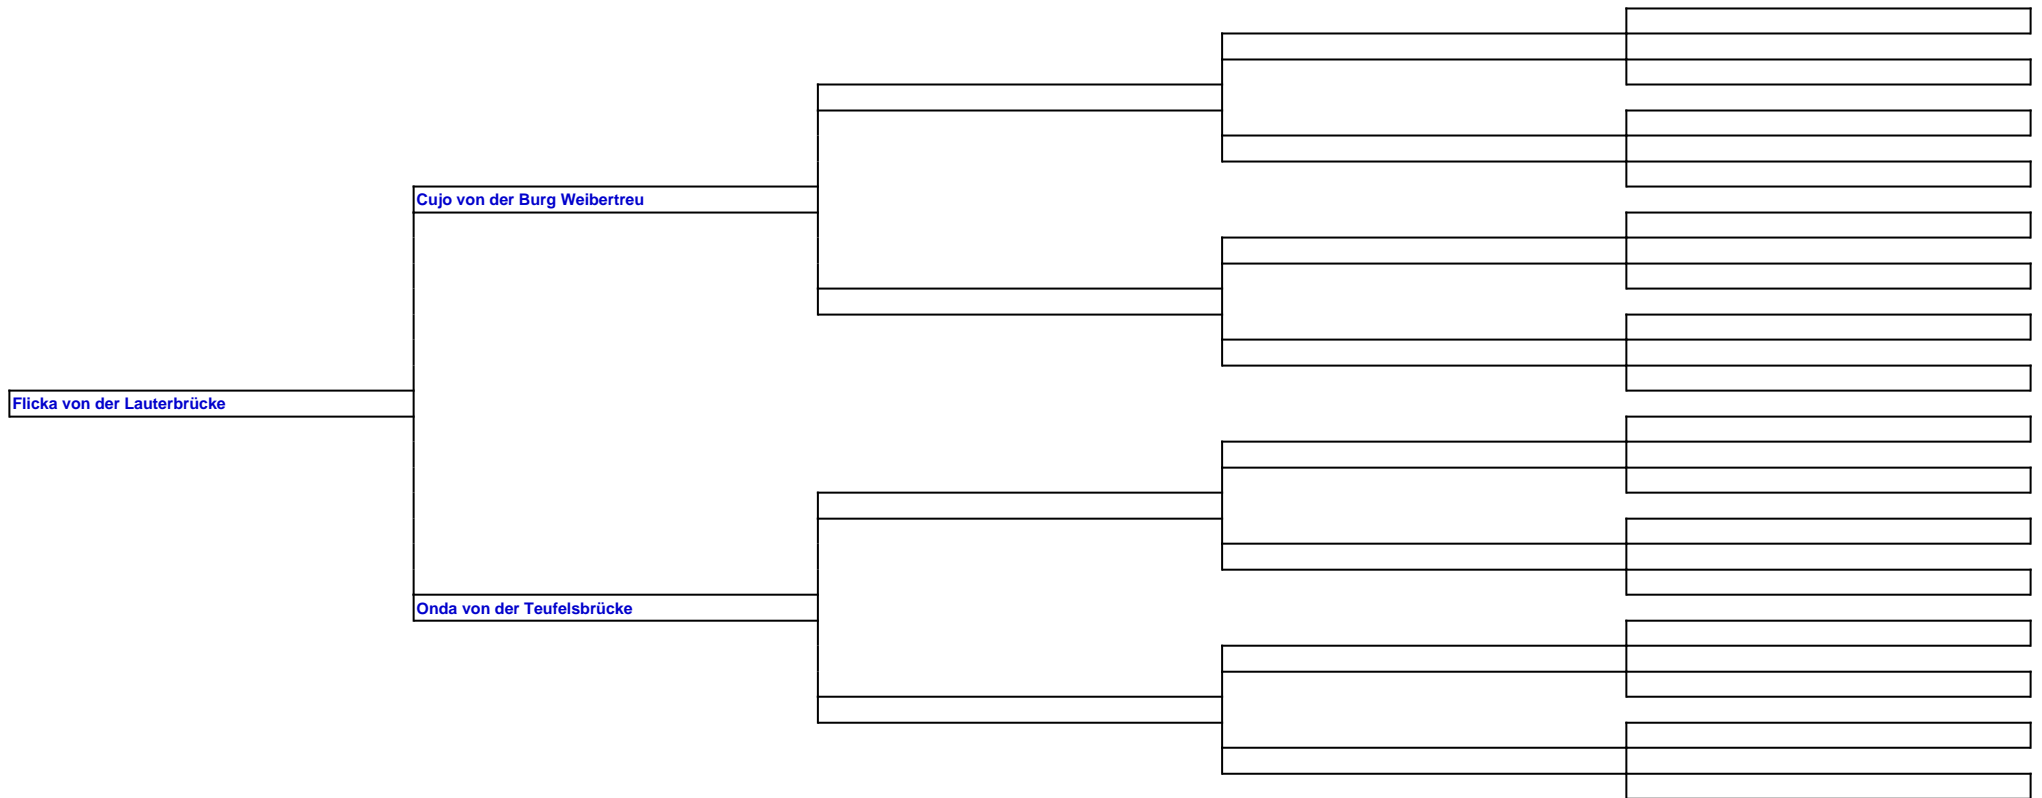 Cujo von der Burg Weibertreu
Flicka von der Lauterbrücke
Onda von der Teufelsbrücke